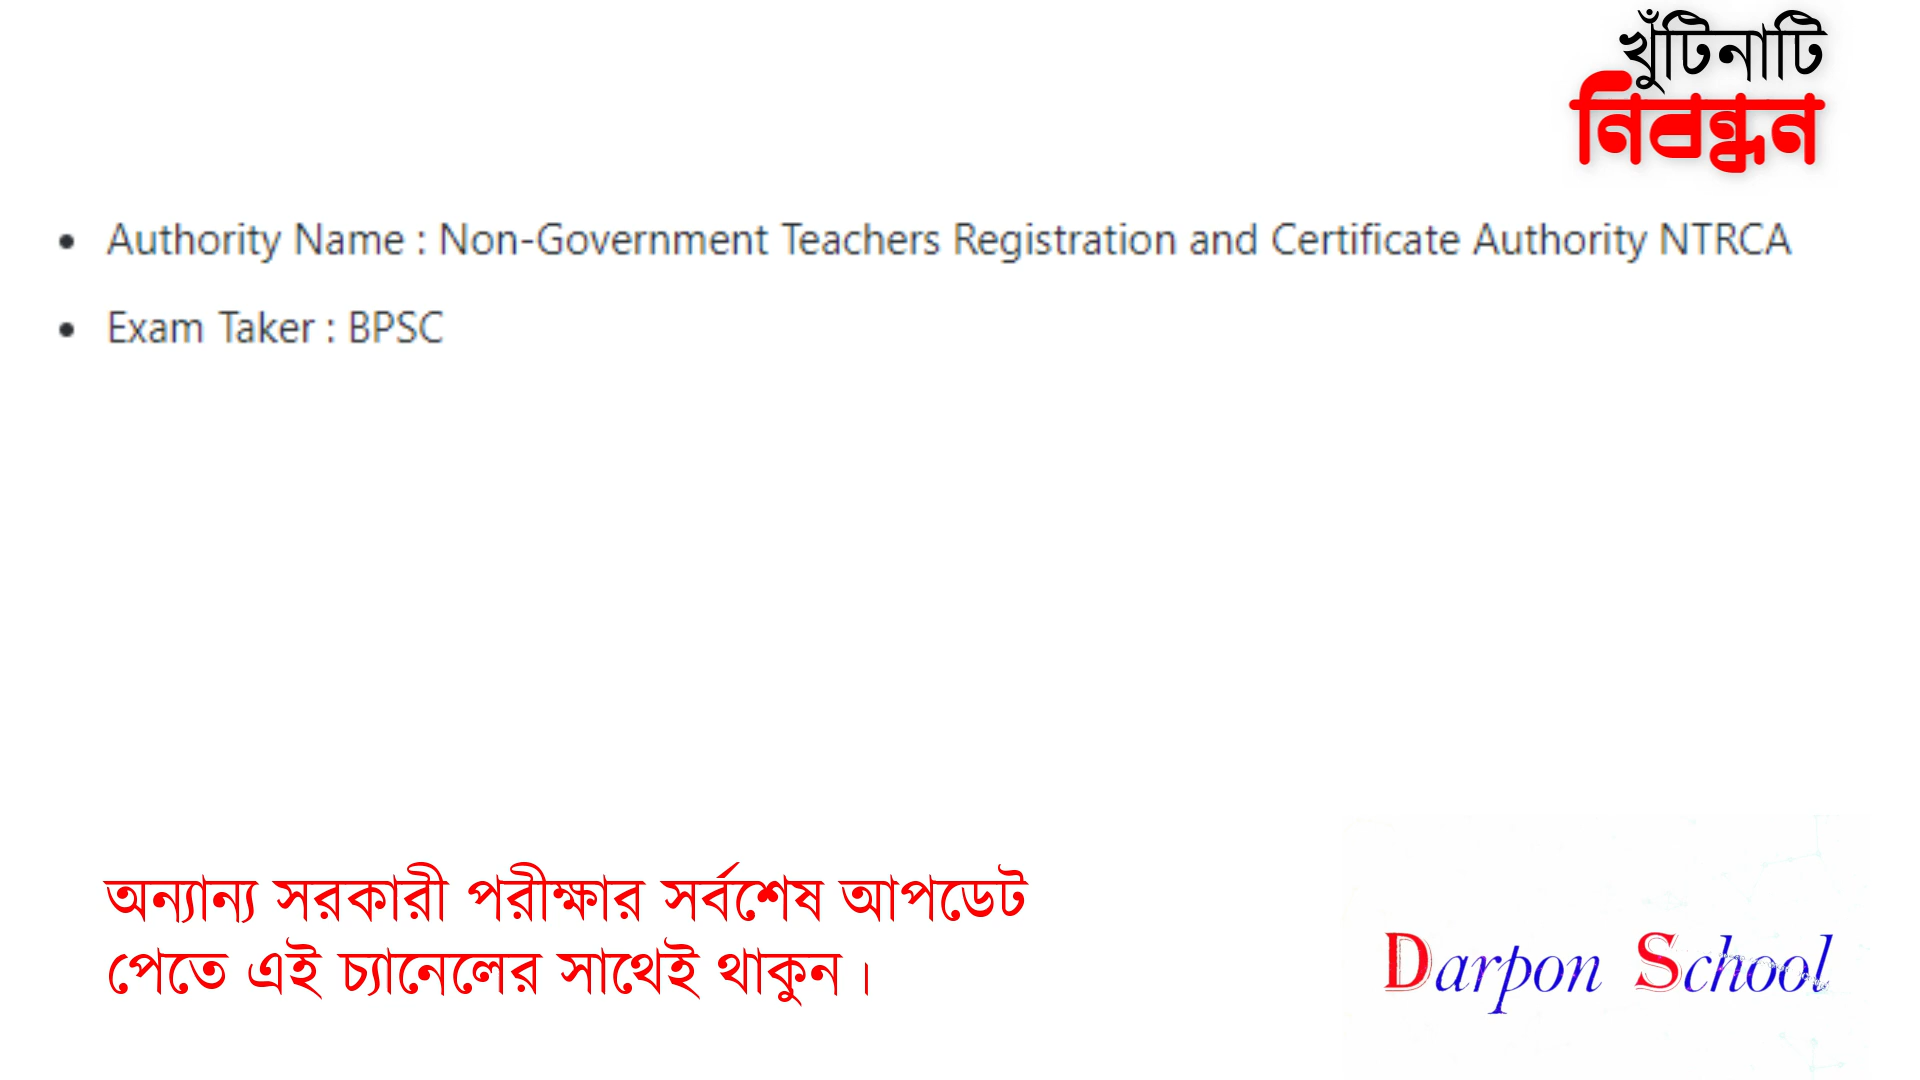 খুঁটিনাটি
নিবন্ধন
• Authority Name : Non-Government Teachers Registration and Certificate Authority NTRCA
• Exam Taker : BPSC
অন্যান্য সরকারী পরীক্ষার সর্বশেষ আপডেট
পেতে এই চ্যানেলের সাথেই থাকুন।
Darpon School